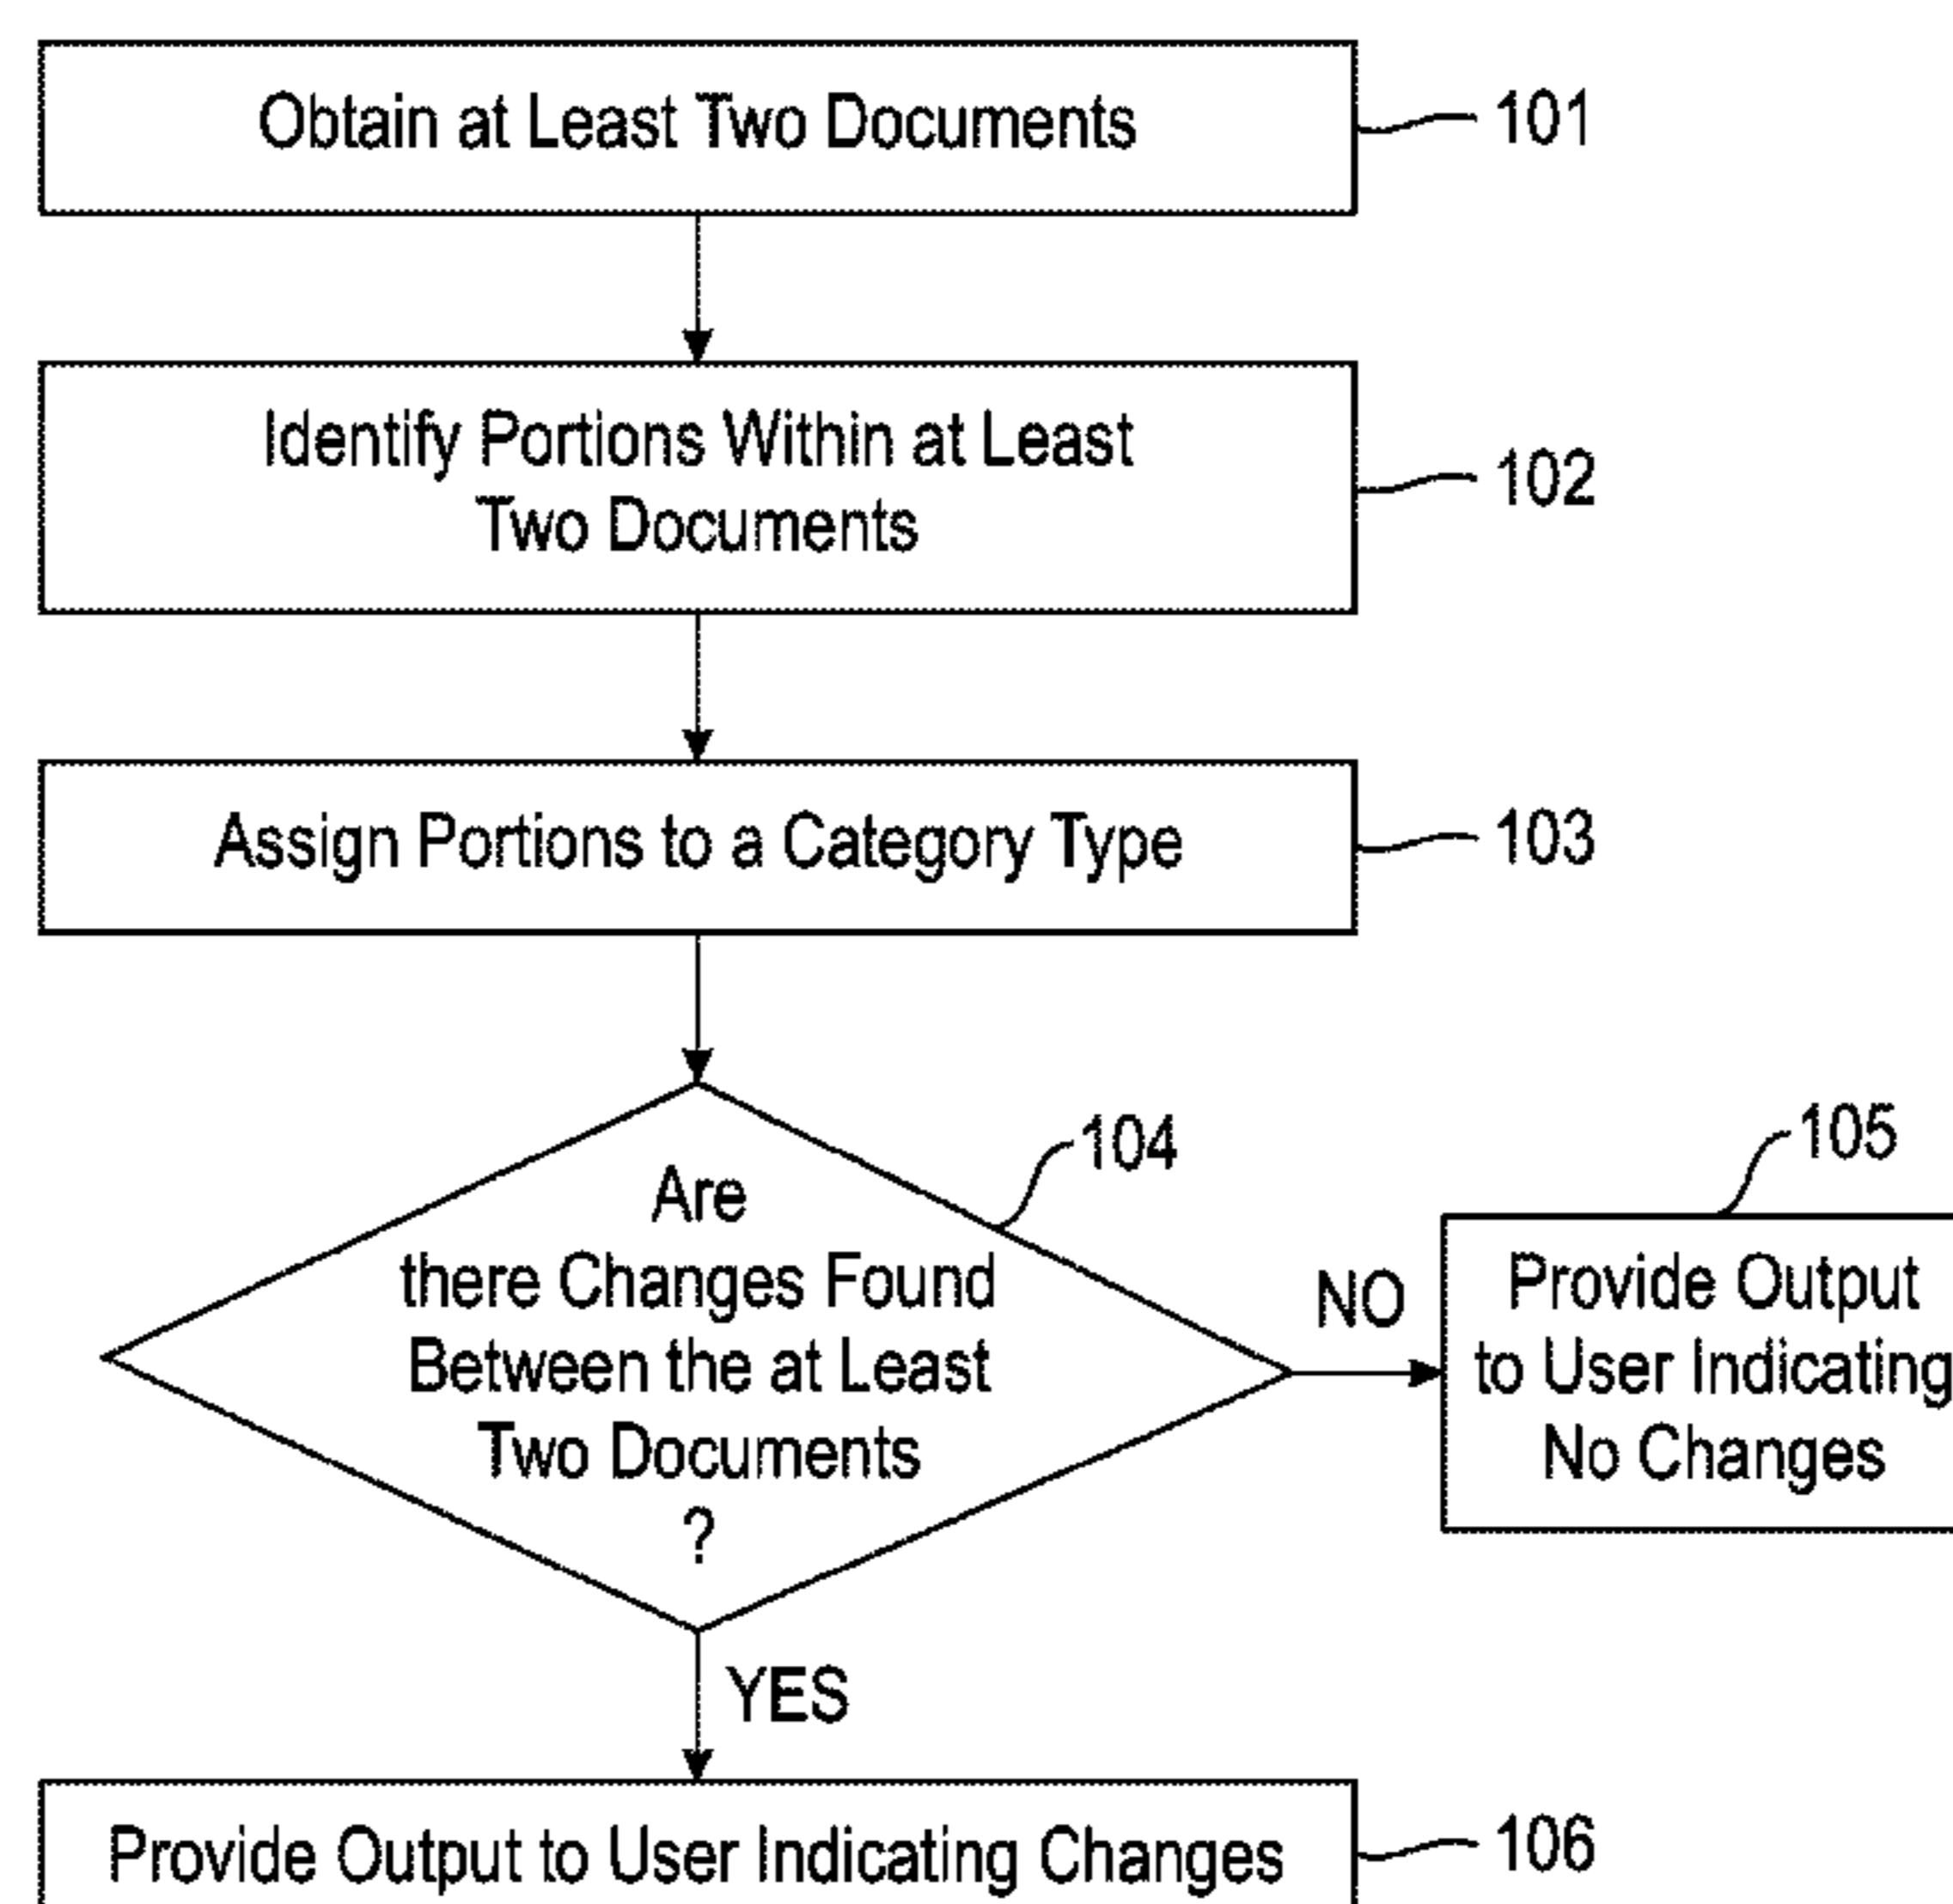 Obtain at Least Two Documents
101
Identify Portions Within at Least
Two Documents
102
Assign Portions to a Category Type
103
104
Are
there Changes Found
Between the at Least
Two Documents
?
NO
105
Provide Output
to User Indicating
No Changes
YES
Provide Output to User Indicating Changes
106